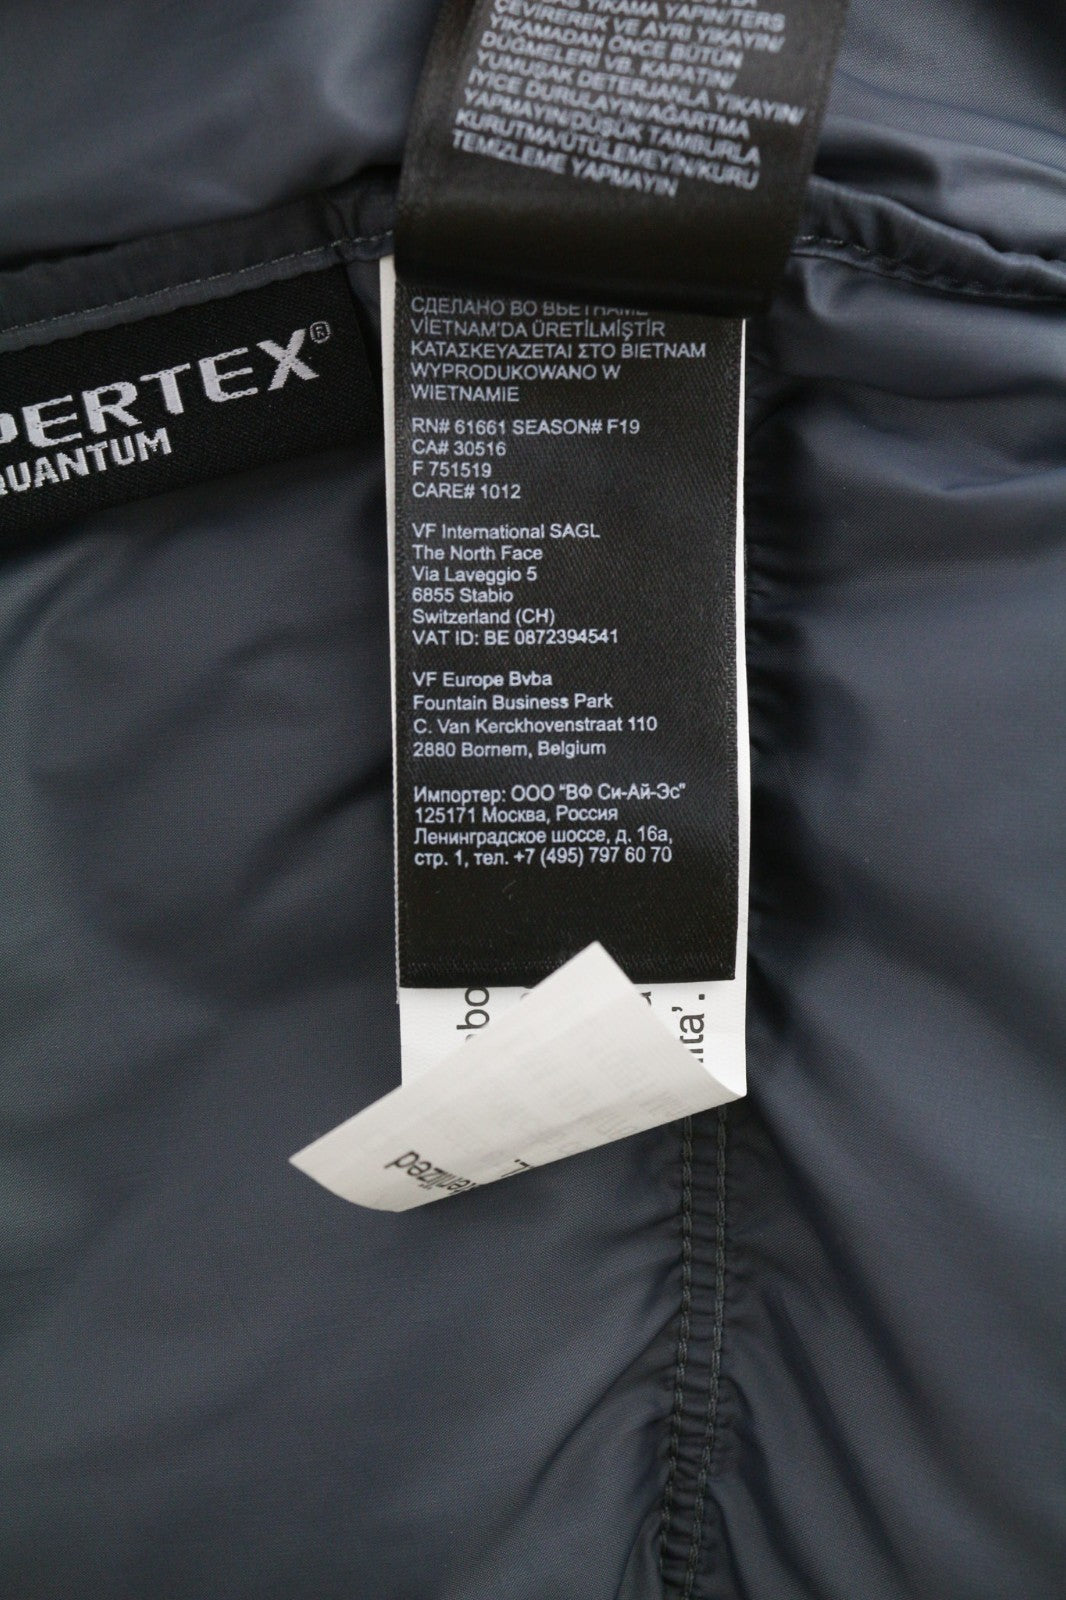 YIKAMA YAPIN/TERS
ÇEVİREREK VE AYRI YIKAYIN/
YIKAMADAN ÖNCE BÜTÜN
DÜĞMELERİ VB. KAPATIN/
YUMUŞAK DETERJANLA YIKAYIN/
İYİCE DURULAYIN/AĞARTMA
YAPMAYIN/DÜŞÜK TAMBURLA
KURUTMA/ÜTÜLEMEYİN/KURU
TEMİZLEME YAPMAYIN
PERTEX®
QUANTUM
СДЕЛАНО ВО ВЬЕТНАМЕ
VİETNAM'DA ÜRETİLMİŞTİR
ΚΑΤΑΣΚΕΥΑΖΕΤΑΙ ΣΤΟ ΒΙΕΤΝΑΜ
WYPRODUKOWANO W
WIETNAMIE
RN# 61661 SEASON# F19
CA# 30516
F 751519
CARE# 1012
VF International SAGL
The North Face
Via Laveggio 5
6855 Stabio
Switzerland (CH)
VAT ID: BE 0872394541
VF Europe Bvba
Fountain Business Park
C. Van Kerckhovenstraat 110
2880 Bornem, Belgium
Импортер: ООО "ВФ Си-Ай-Эс"
125171 Москва, Россия
Ленинградское шоссе, д. 16а,
стр. 1, тел. +7 (495) 797 60 70